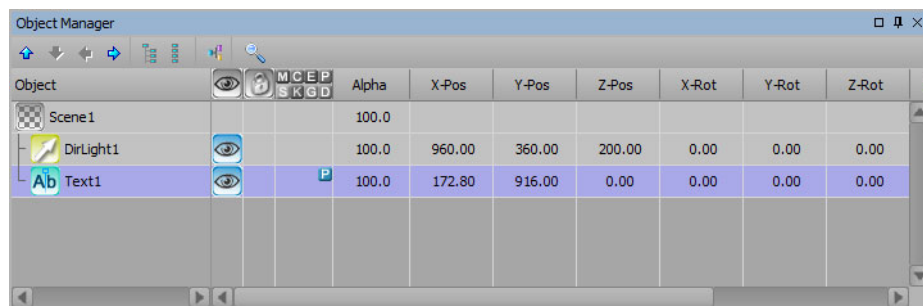 Object Manager
Object M C E P Alpha X-Pos Y-Pos Z-Pos X-Rot Y-Rot Z-Rot
S K G D
Scene1 100.0
DirLight1 100.0 960.00 360.00 200.00 0.00 0.00 0.00
Ab Text1 P 100.0 172.80 916.00 0.00 0.00 0.00 0.00